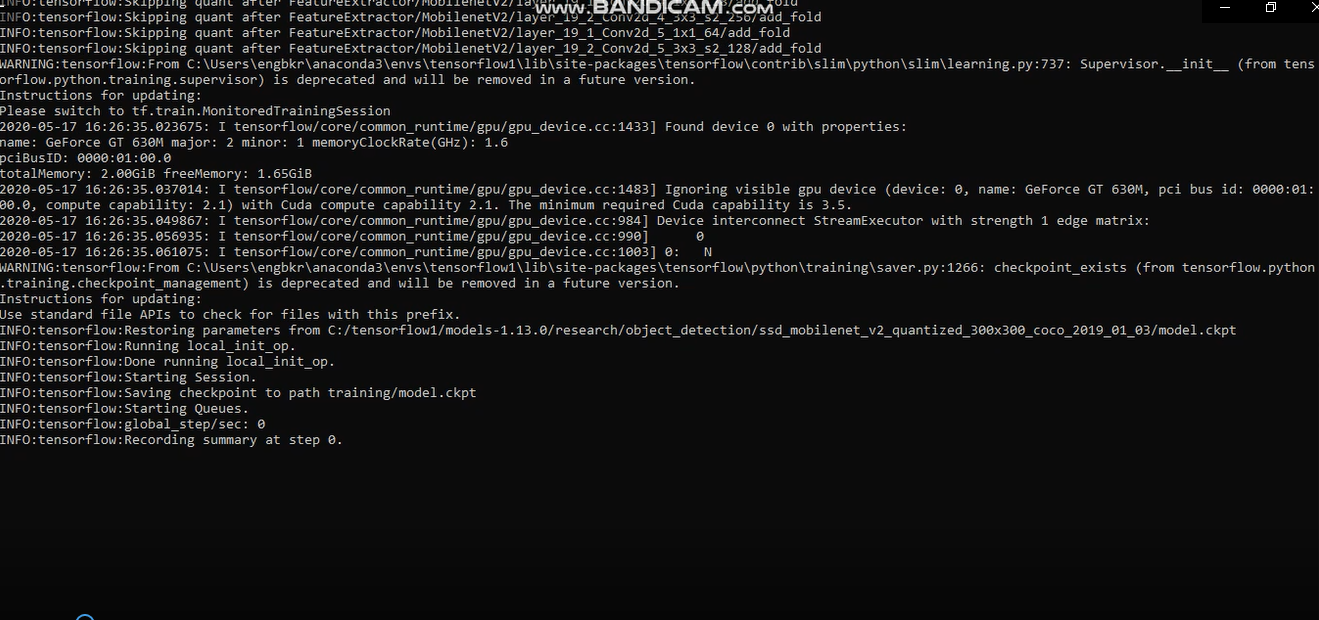 INFO:tensorflow:Skipping quant after FeatureExtractor/MobilenetV2/
www.BANDICAM.com
INFO:tensorflow:Skipping quant after FeatureExtractor/MobilenetV2/layer_19_2_Conv2d_4_3x3_s2_256/add_fold
INFO:tensorflow:Skipping quant after FeatureExtractor/MobilenetV2/layer_19_1_Conv2d_5_1x1_64/add_fold
INFO:tensorflow:Skipping quant after FeatureExtractor/MobilenetV2/layer_19_2_Conv2d_5_3x3_s2_128/add_fold
WARNING:tensorflow:From C:\Users\engbkr\anaconda3\envs\tensorflow1\lib\site-packages\tensorflow\contrib\slim\python\slim\learning.py:737: Supervisor.__init__ (from tens
orflow.python.training.supervisor) is deprecated and will be removed in a future version.
Instructions for updating:
Please switch to tf.train.MonitoredTrainingSession
2020-05-17 16:26:35.023675: I tensorflow/core/common_runtime/gpu/gpu_device.cc:1433] Found device 0 with properties:
name: GeForce GT 630M major: 2 minor: 1 memoryClockRate(GHz): 1.6
pciBusID: 0000:01:00.0
totalMemory: 2.00GiB freeMemory: 1.65GiB
2020-05-17 16:26:35.037014: I tensorflow/core/common_runtime/gpu/gpu_device.cc:1483] Ignoring visible gpu device (device: 0, name: GeForce GT 630M, pci bus id: 0000:01:
00.0, compute capability: 2.1) with Cuda compute capability 2.1. The minimum required Cuda capability is 3.5.
2020-05-17 16:26:35.049867: I tensorflow/core/common_runtime/gpu/gpu_device.cc:984] Device interconnect StreamExecutor with strength 1 edge matrix:
2020-05-17 16:26:35.056935: I tensorflow/core/common_runtime/gpu/gpu_device.cc:990]      0
2020-05-17 16:26:35.061075: I tensorflow/core/common_runtime/gpu/gpu_device.cc:1003] 0:   N
WARNING:tensorflow:From C:\Users\engbkr\anaconda3\envs\tensorflow1\lib\site-packages\tensorflow\python\training\saver.py:1266: checkpoint_exists (from tensorflow.python
.training.checkpoint_management) is deprecated and will be removed in a future version.
Instructions for updating:
Use standard file APIs to check for files with this prefix.
INFO:tensorflow:Restoring parameters from C:/tensorflow1/models-1.13.0/research/object_detection/ssd_mobilenet_v2_quantized_300x300_coco_2019_01_03/model.ckpt
INFO:tensorflow:Running local_init_op.
INFO:tensorflow:Done running local_init_op.
INFO:tensorflow:Starting Session.
INFO:tensorflow:Saving checkpoint to path training/model.ckpt
INFO:tensorflow:Starting Queues.
INFO:tensorflow:global_step/sec: 0
INFO:tensorflow:Recording summary at step 0.